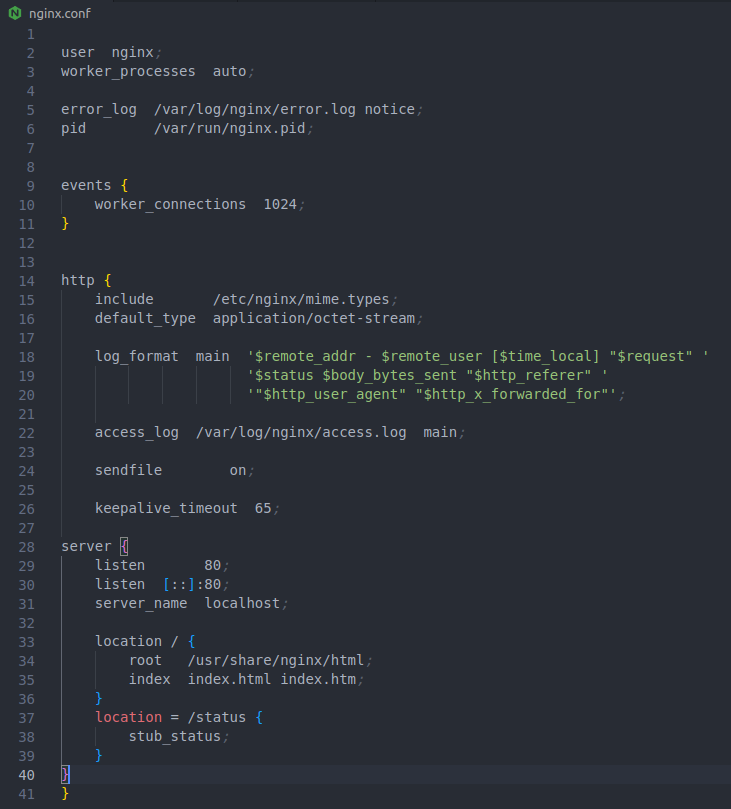 nginx.conf
1
2 user  nginx;
3 worker_processes  auto;
4
5 error_log  /var/log/nginx/error.log notice;
6 pid        /var/run/nginx.pid;
7
8
9 events {
10     worker_connections  1024;
11 }
12
13
14 http {
15     include       /etc/nginx/mime.types;
16     default_type  application/octet-stream;
17
18     log_format  main  '$remote_addr - $remote_user [$time_local] "$request" '
19                       '$status $body_bytes_sent "$http_referer" '
20                       '"$http_user_agent" "$http_x_forwarded_for"';
21
22     access_log  /var/log/nginx/access.log  main;
23
24     sendfile        on;
25
26     keepalive_timeout  65;
27
28 server {
29     listen       80;
30     listen  [::]:80;
31     server_name  localhost;
32
33     location / {
34         root   /usr/share/nginx/html;
35         index  index.html index.htm;
36     }
37     location = /status {
38         stub_status;
39     }
40 }
41 }